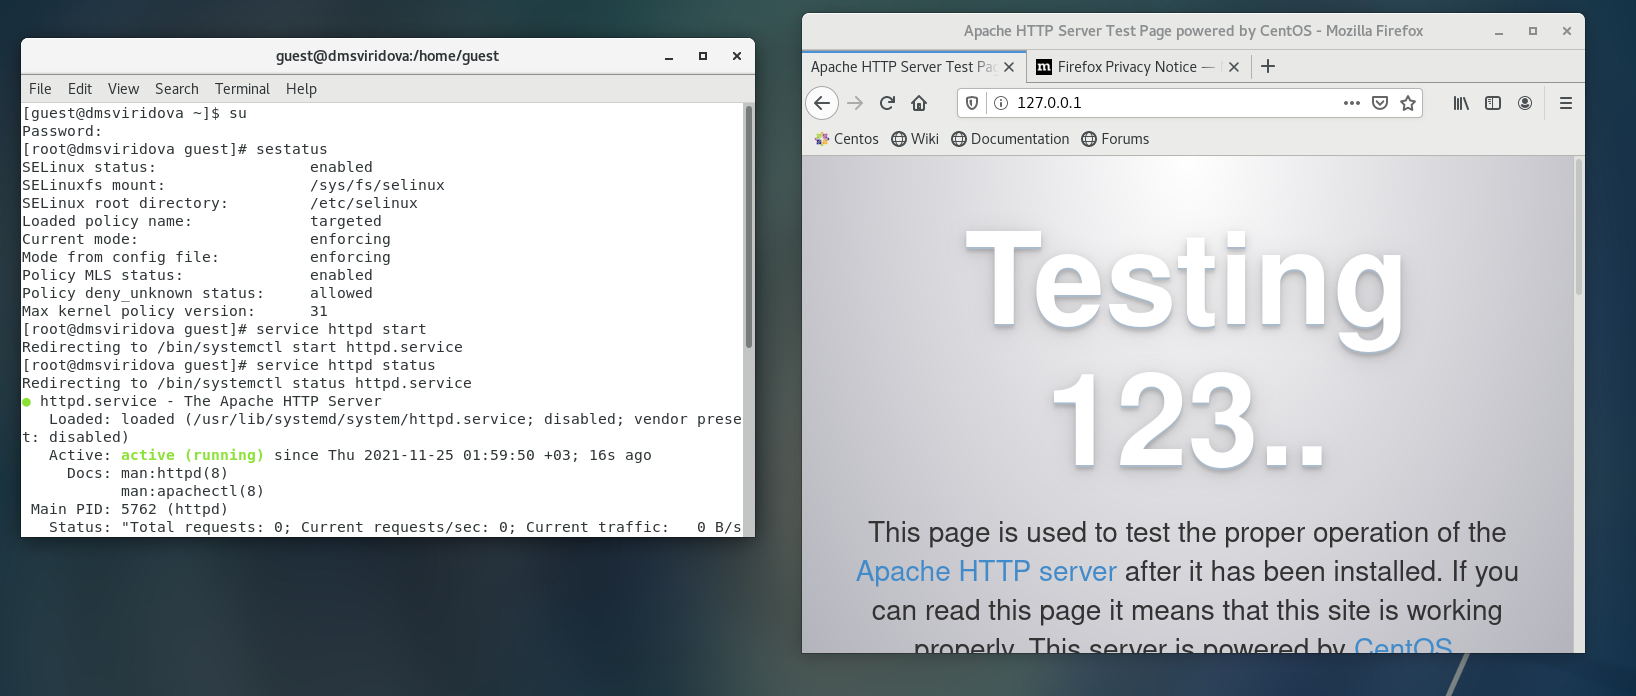 guest@dmsviridova:/home/guest
File Edit View Search Terminal Help
[guest@dmsviridova ~]$ su
Password:
[root@dmsviridova guest]# sestatus
SELinux status:                 enabled
SELinuxfs mount:                /sys/fs/selinux
SELinux root directory:         /etc/selinux
Loaded policy name:             targeted
Current mode:                   enforcing
Mode from config file:          enforcing
Policy MLS status:              enabled
Policy deny_unknown status:     allowed
Max kernel policy version:      31
[root@dmsviridova guest]# service httpd start
Redirecting to /bin/systemctl start httpd.service
[root@dmsviridova guest]# service httpd status
Redirecting to /bin/systemctl status httpd.service
● httpd.service - The Apache HTTP Server
   Loaded: loaded (/usr/lib/systemd/system/httpd.service; disabled; vendor prese
t: disabled)
   Active: active (running) since Thu 2021-11-25 01:59:50 +03; 16s ago
     Docs: man:httpd(8)
           man:apachectl(8)
 Main PID: 5762 (httpd)
   Status: "Total requests: 0; Current requests/sec: 0; Current traffic:   0 B/s
Apache HTTP Server Test Page powered by CentOS - Mozilla Firefox
Apache HTTP Server Test Pa
m Firefox Privacy Notice —
127.0.0.1
Centos Wiki Documentation Forums
Testing
123..
This page is used to test the proper operation of the
Apache HTTP server after it has been installed. If you
can read this page it means that this site is working
properly. This server is powered by CentOS.